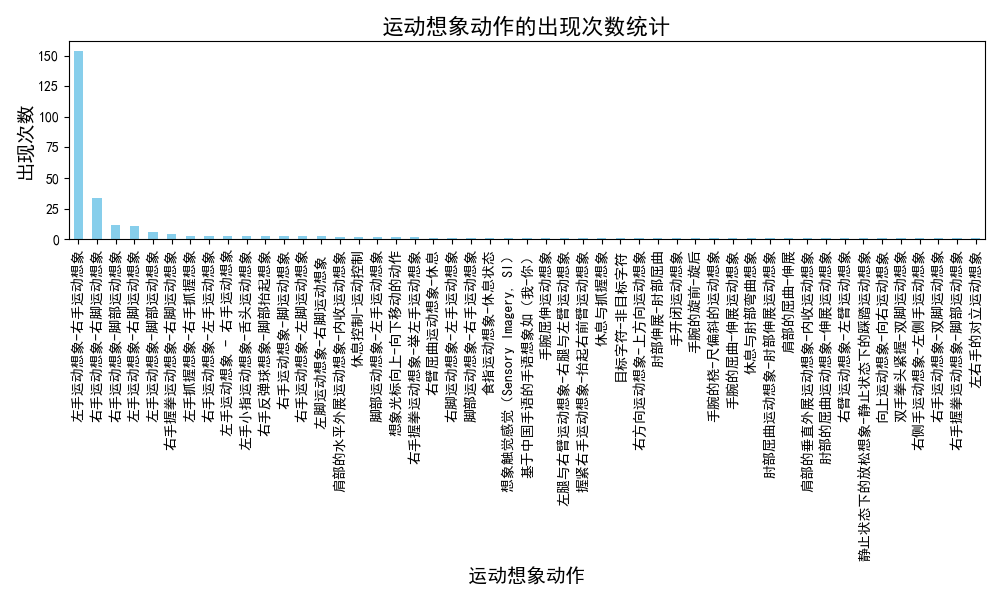 运动想象动作的出现次数统计
出现次数
150
125
100
75
50
25
0
左手运动想象-右手运动想象
右手运动想象-右脚运动想象
右手运动想象-脚部运动想象
左手运动想象-左脚运动想象
左手运动想象-脚部运动想象
右手握拳运动想象-右脚运动想象
左手抓握想象-右手抓握想象
右手运动想象-左手运动想象
左手运动想象 - 右手运动想象
左手小指运动想象-舌头运动想象
右手反弹球想象-脚部抬起想象
右手运动想象-脚运动想象
右手运动想象-左脚运动想象
左脚运动想象-右脚运动想象
肩部的水平外展运动想象-内收运动想象
休息控制-运动控制
脚部运动想象-左手运动想象
想象光标向上-向下移动的动作
右手握拳运动想象-举左手运动想象
右臂屈曲运动想象-休息
右脚运动想象-左手运动想象
脚部运动想象-右手运动想象
食指运动想象-休息状态
想象触觉感觉（Sensory Imagery, SI）
基于中国手语的手语想象如（我-你）
手腕屈伸运动想象
左腿与右臂运动想象-右腿与左臂运动想象
握紧右手运动想象-抬起右前臂运动想象
休息与抓握想象
目标字符-非目标字符
右方向运动想象-上方向运动想象
肘部伸展-肘部屈曲
手开闭运动想象
手腕的旋前-旋后
手腕的桡-尺偏斜的运动想象
手腕的屈曲-伸展运动想象
休息与肘部弯曲想象
肘部屈曲运动想象-肘部伸展运动想象
肩部的屈曲-伸展
肩部的垂直外展运动想象-内收运动想象
肘部的屈曲运动想象-伸展运动想象
右臂运动想象-左臂运动想象
静止状态下的放松想象-静止状态下的踩踏运动想象
向上运动想象-向右运动想象
双手拳头紧握-双脚运动想象
右侧手运动想象-左侧手运动想象
右手运动想象-双脚运动想象
右手握拳运动想象-脚部运动想象
左右手的对立运动想象
运动想象动作